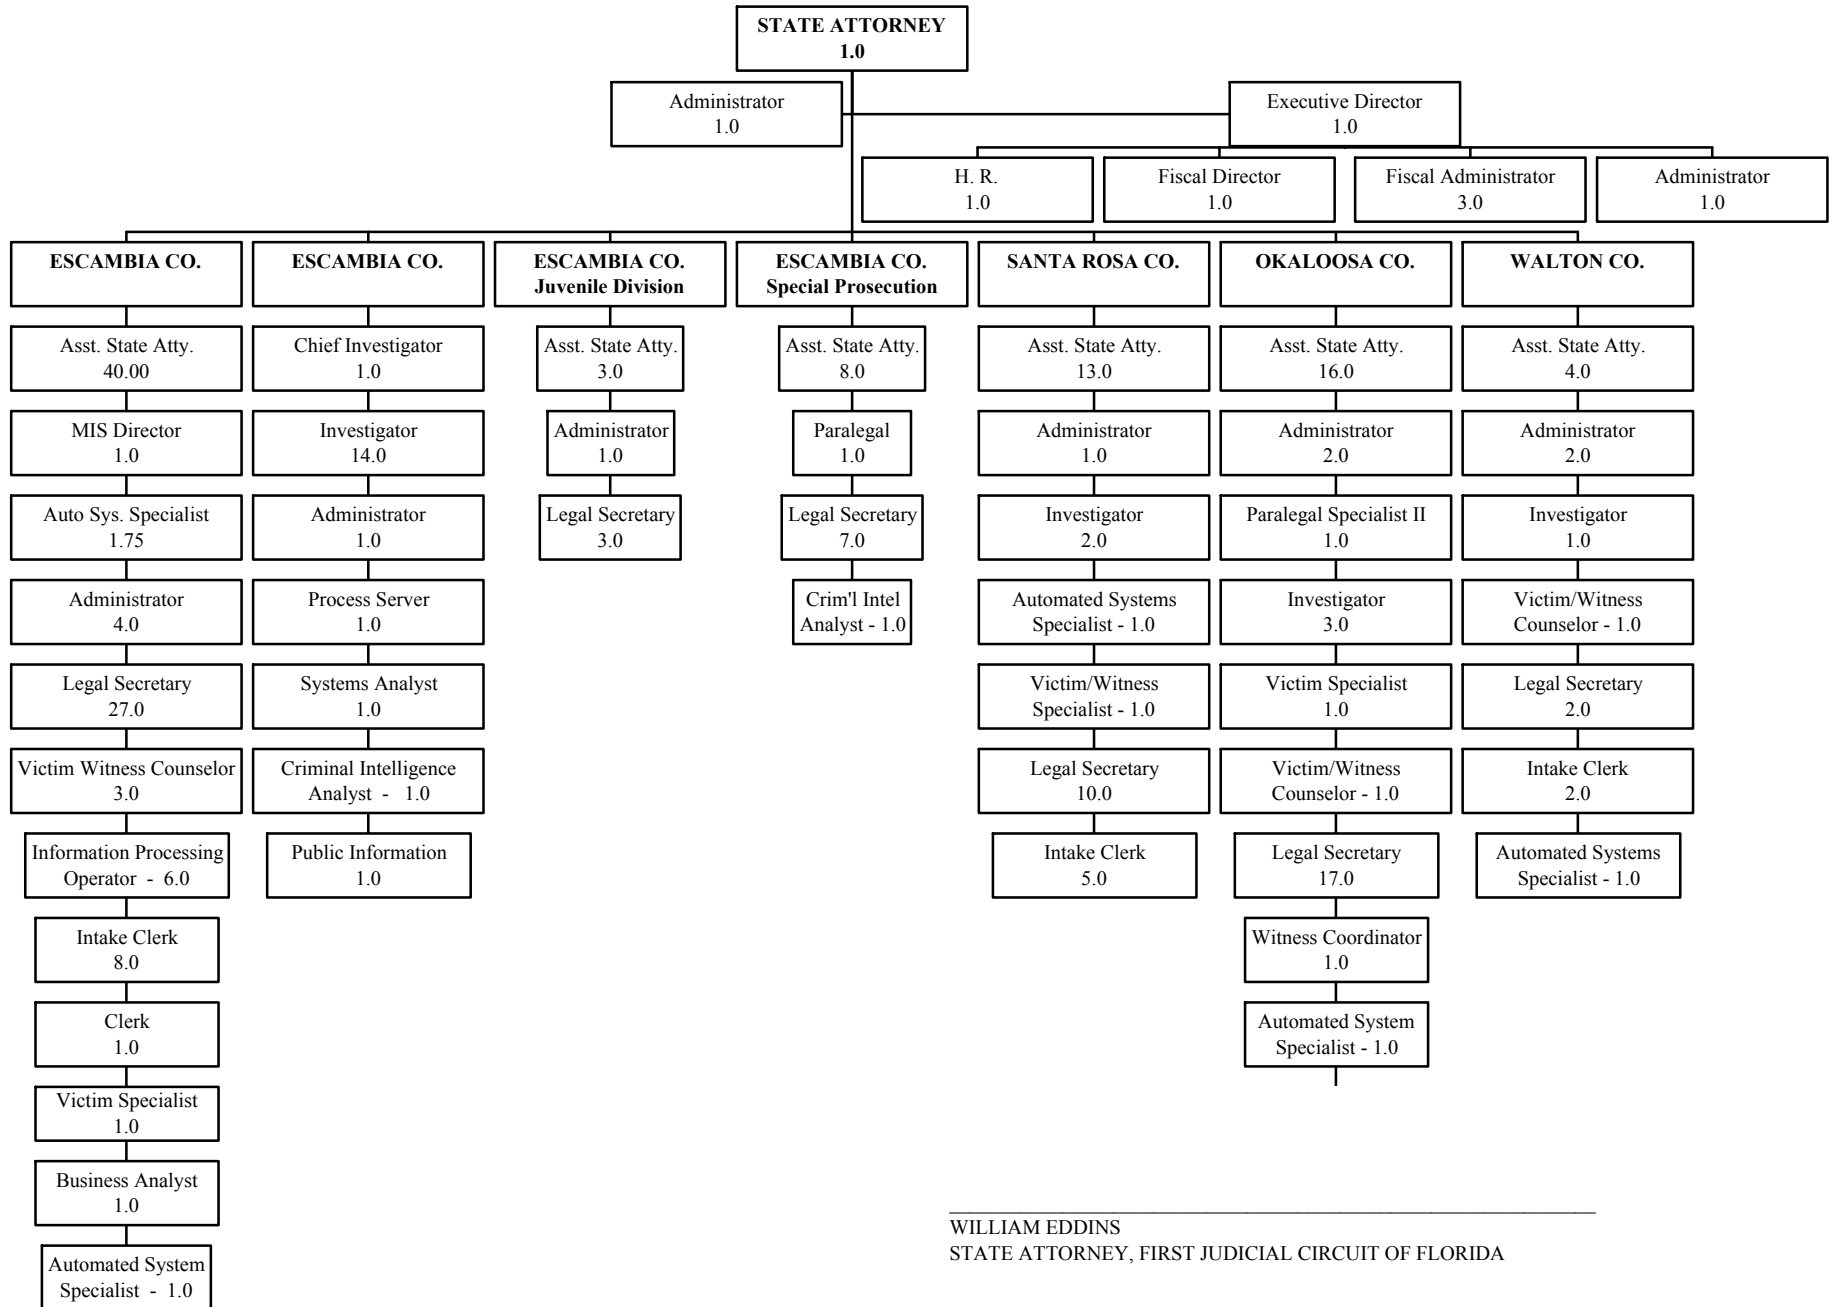 STATE ATTORNEY
1.0
Administrator
1.0
Executive Director
1.0
H. R.
1.0
Fiscal Director
1.0
Fiscal Administrator
3.0
Administrator
1.0
ESCAMBIA CO.
Asst. State Atty.
40.00
MIS Director
1.0
Auto Sys. Specialist
1.75
Administrator
4.0
Legal Secretary
27.0
Victim Witness Counselor
3.0
Information Processing
Operator - 6.0
Intake Clerk
8.0
Clerk
1.0
Victim Specialist
1.0
Business Analyst
1.0
Automated System
Specialist - 1.0
ESCAMBIA CO.
Chief Investigator
1.0
Investigator
14.0
Administrator
1.0
Process Server
1.0
Systems Analyst
1.0
Criminal Intelligence
Analyst - 1.0
Public Information
1.0
ESCAMBIA CO.
Juvenile Division
Asst. State Atty.
3.0
Administrator
1.0
Legal Secretary
3.0
ESCAMBIA CO.
Special Prosecution
Asst. State Atty.
8.0
Paralegal
1.0
Legal Secretary
7.0
Crim'l Intel
Analyst - 1.0
SANTA ROSA CO.
Asst. State Atty.
13.0
Administrator
1.0
Investigator
2.0
Automated Systems
Specialist - 1.0
Victim/Witness
Specialist - 1.0
Legal Secretary
10.0
Intake Clerk
5.0
OKALOOSA CO.
Asst. State Atty.
16.0
Administrator
2.0
Paralegal Specialist II
1.0
Investigator
3.0
Victim Specialist
1.0
Victim/Witness
Counselor - 1.0
Legal Secretary
17.0
Witness Coordinator
1.0
Automated System
Specialist - 1.0
WALTON CO.
Asst. State Atty.
4.0
Administrator
2.0
Investigator
1.0
Victim/Witness
Counselor - 1.0
Legal Secretary
2.0
Intake Clerk
2.0
Automated Systems
Specialist - 1.0
WILLIAM EDDINS
STATE ATTORNEY, FIRST JUDICIAL CIRCUIT OF FLORIDA